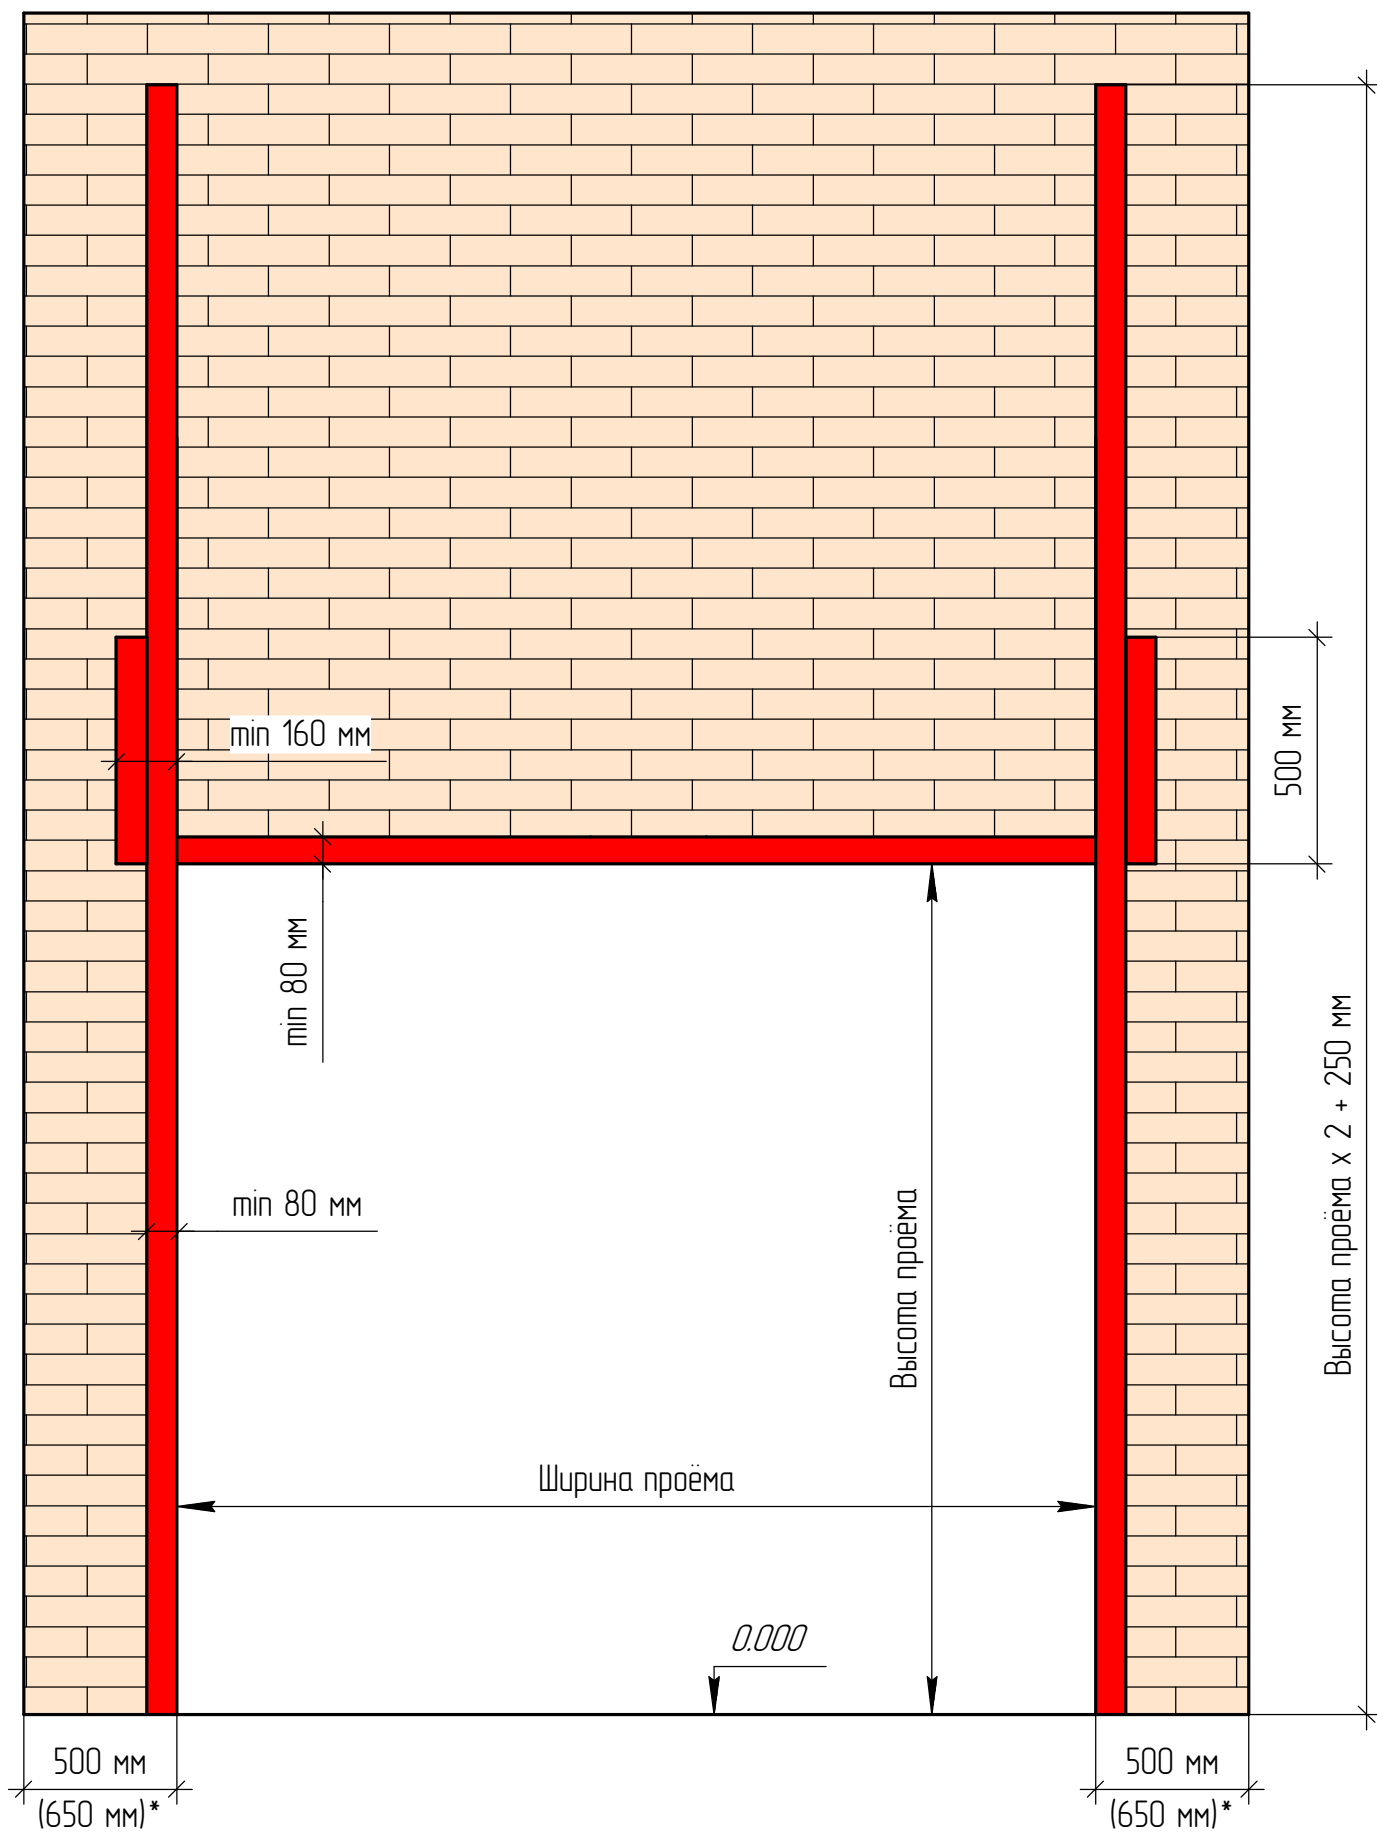 min 160 мм
500 мм
min 80 мм
Высота проёма х 2 + 250 мм
min 80 мм
Высота проёма
Ширина проёма
0.000
500 мм
(650 мм)*
500 мм
(650 мм)*